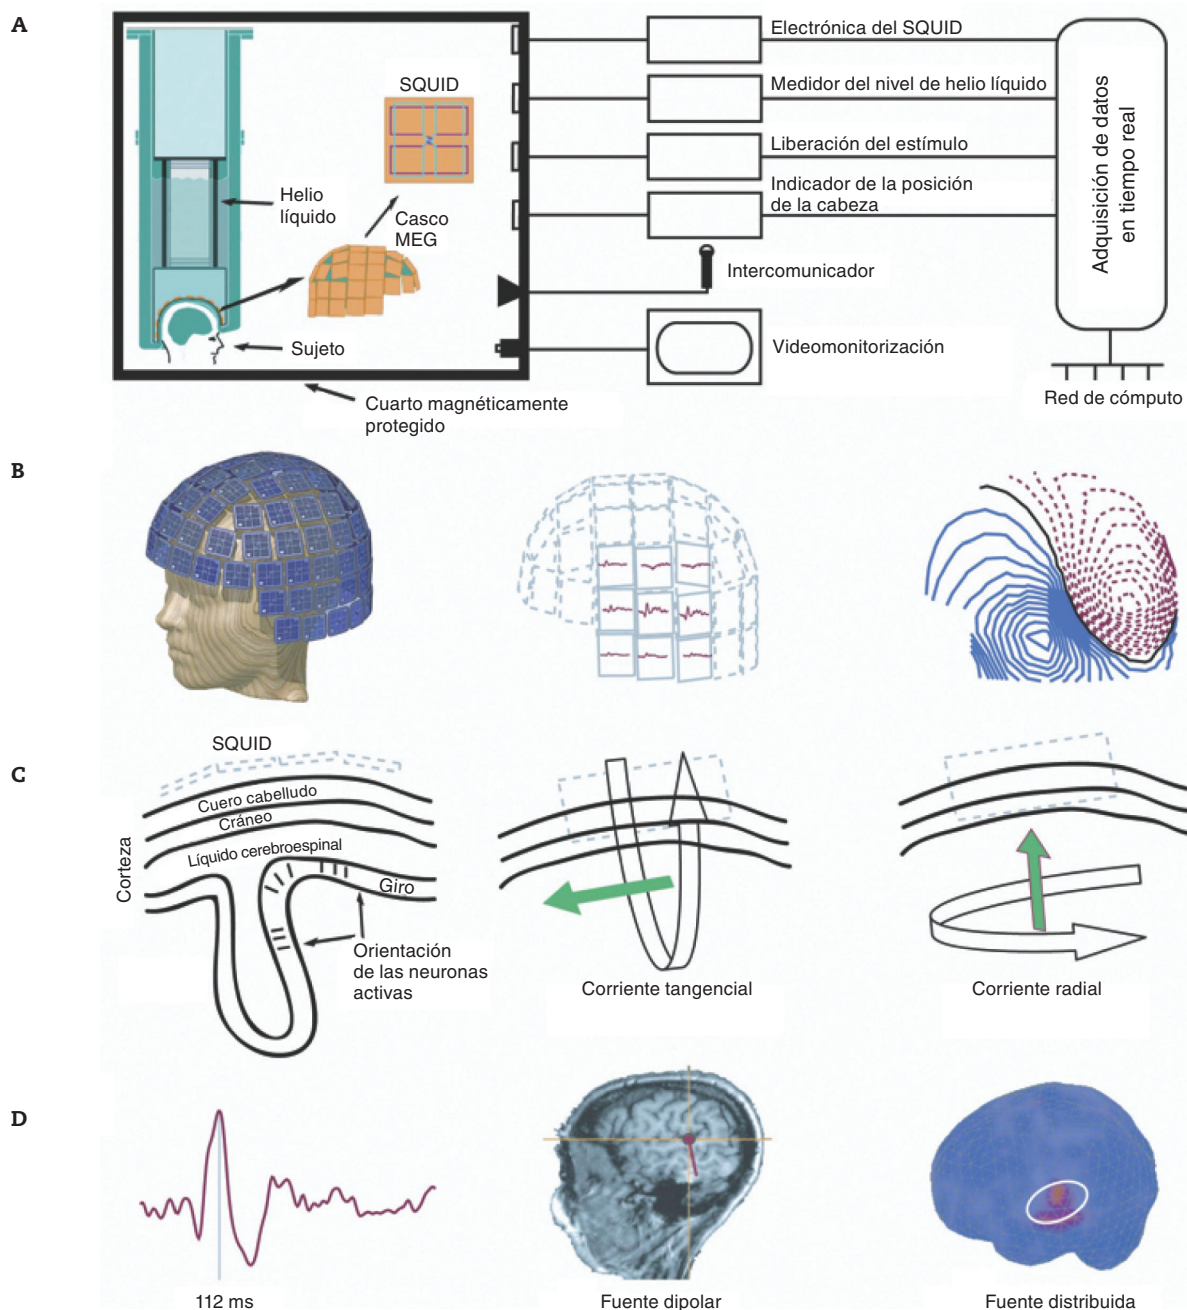 A
SQUID
Helio
líquido
Casco
MEG
Sujeto
Cuarto magnéticamente
protegido
Electrónica del SQUID
Medidor del nivel de helio líquido
Liberación del estímulo
Indicador de la posición
de la cabeza
Intercomunicador
Videomonitorización
Adquisición de datos
en tiempo real
Red de cómputo
B
C
SQUID
Cuero cabelludo
Cráneo
Líquido cerebroespinal
Corteza
Giro
Orientación
de las neuronas
activas
Corriente tangencial
Corriente radial
D
112 ms
Fuente dipolar
Fuente distribuida